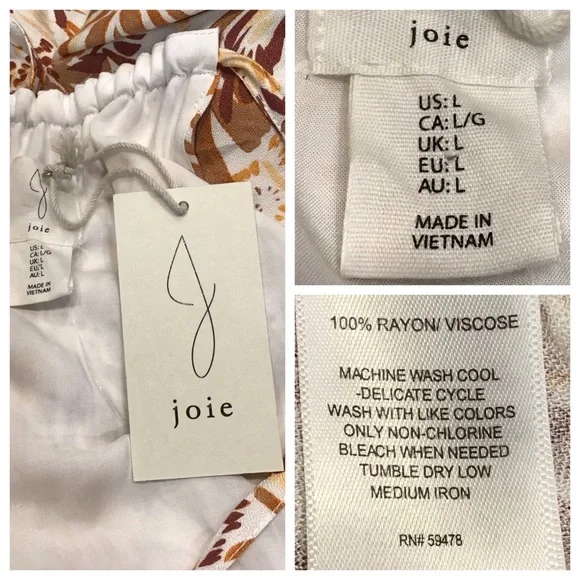 joie
US: L
CA: L/G
UK: L
EU: L
AU: L
MADE IN
VIETNAM
joie
joie
US: L
CA: L/G
UK: L
EU: L
AU: L
MADE IN
VIETNAM
100% RAYON/ VISCOSE
MACHINE WASH COOL
-DELICATE CYCLE
WASH WITH LIKE COLORS
ONLY NON-CHLORINE
BLEACH WHEN NEEDED
TUMBLE DRY LOW
MEDIUM IRON
RN# 59478